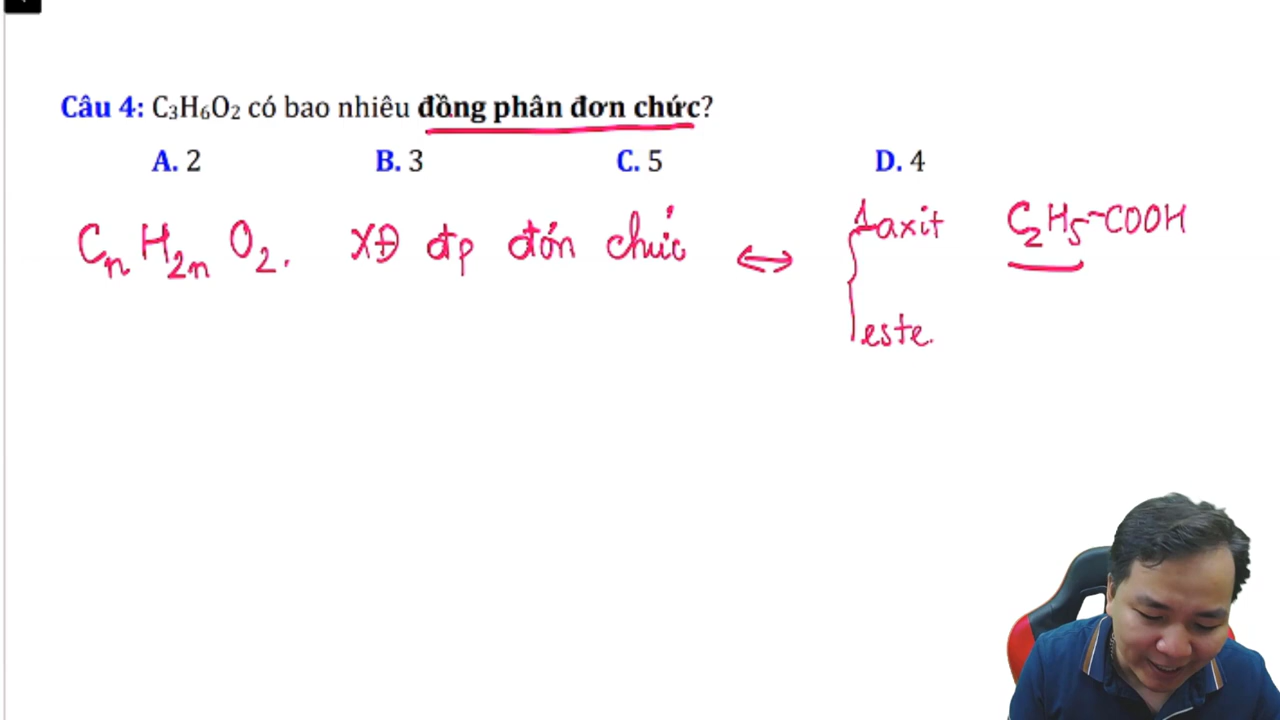 Câu 4: C₃H₆O₂ có bao nhiêu đồng phân đơn chức?
A. 2 B. 3 C. 5 D. 4
CₙH₂ₙO₂. XĐ đp đơn chức ↔ { 1 axit C₂H₅-COOH
este.